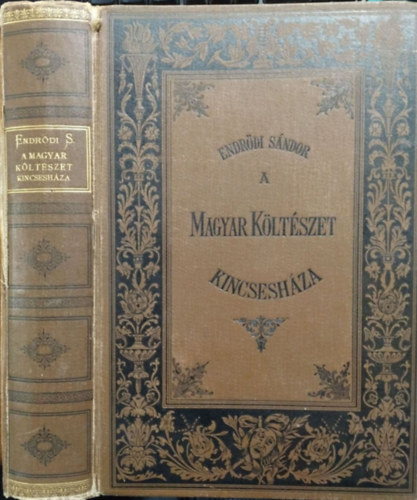 ENDRŐDI S.
A MAGYAR
KÖLTÉSZET
KINCSESHÁZA
ENDRŐDI SÁNDOR
A
MAGYAR KÖLTÉSZET
KINCSESHÁZA